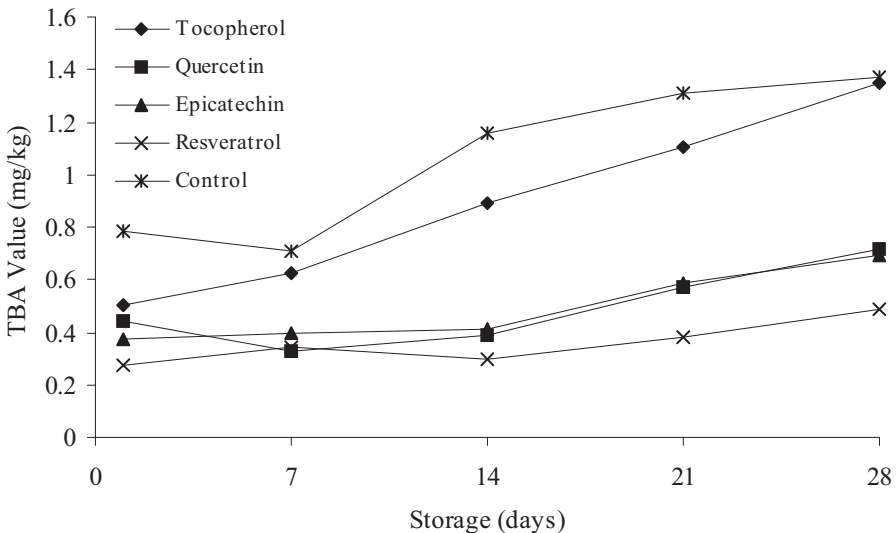 1.6
1.4
1.2
1
0.8
0.6
0.4
0.2
0
TBA Value (mg/kg)
Tocopherol
Quercetin
Epicatechin
Resveratrol
Control
0 7 14 21 28
Storage (days)